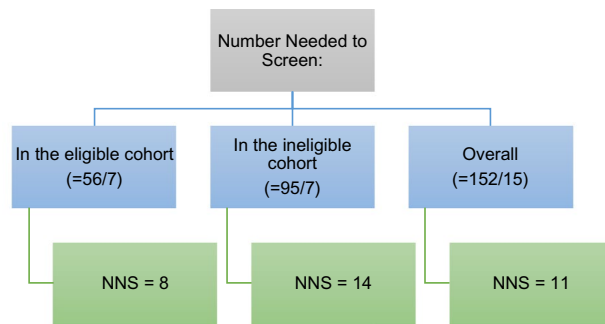 Number Needed to
Screen:
In the eligible cohort
(=56/7)
In the ineligible
cohort
(=95/7)
Overall
(=152/15)
NNS = 8
NNS = 14
NNS = 11